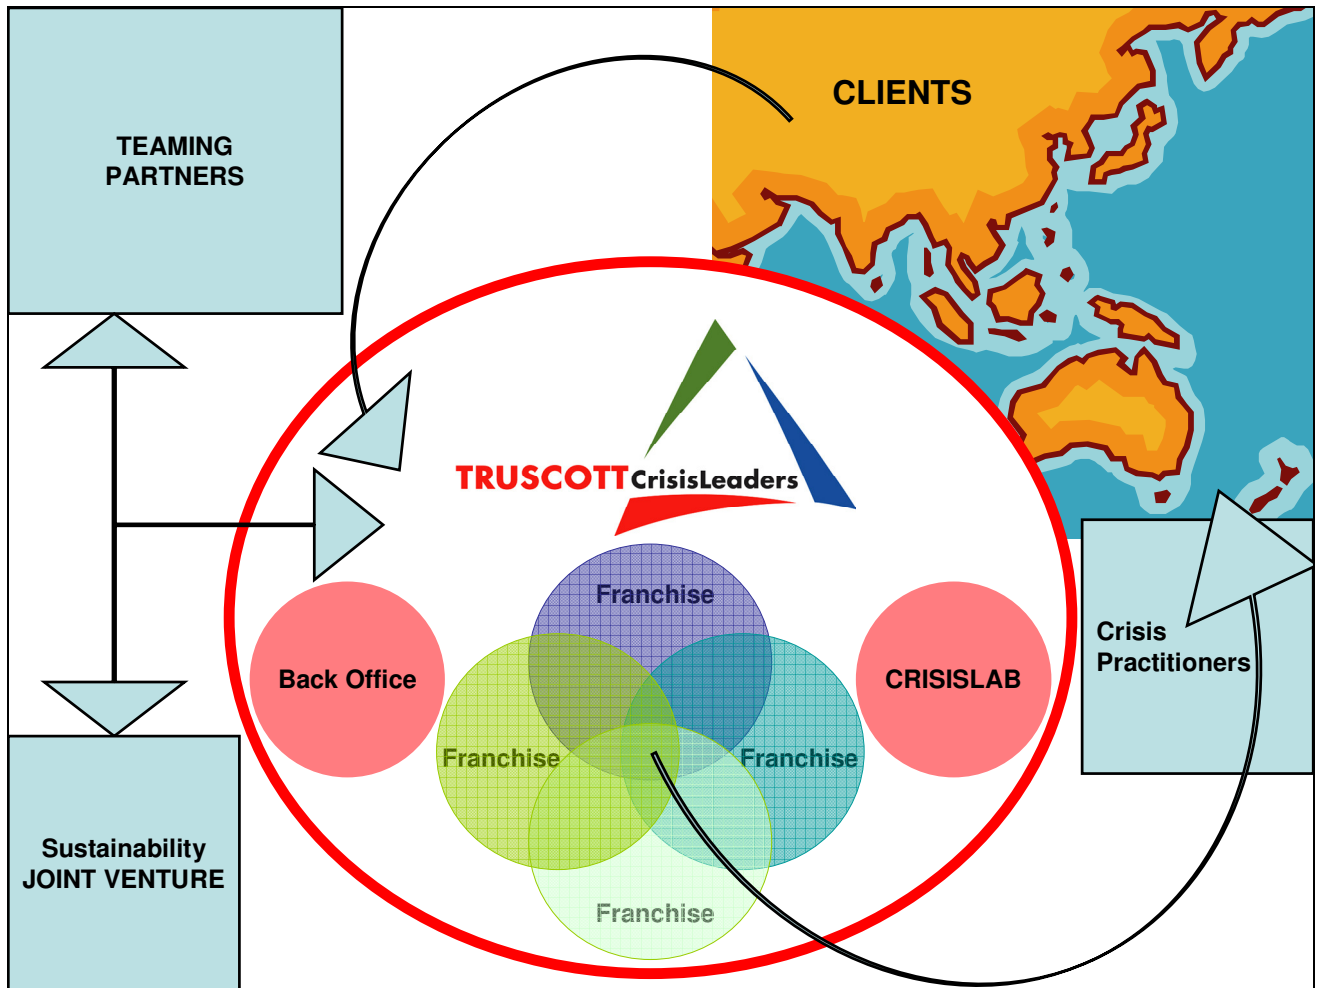 TEAMING
PARTNERS
CLIENTS
TRUSCOTT CrisisLeaders
Franchise
Back Office
CRISISLAB
Crisis
Practitioners
Franchise
Franchise
Sustainability
JOINT VENTURE
Franchise